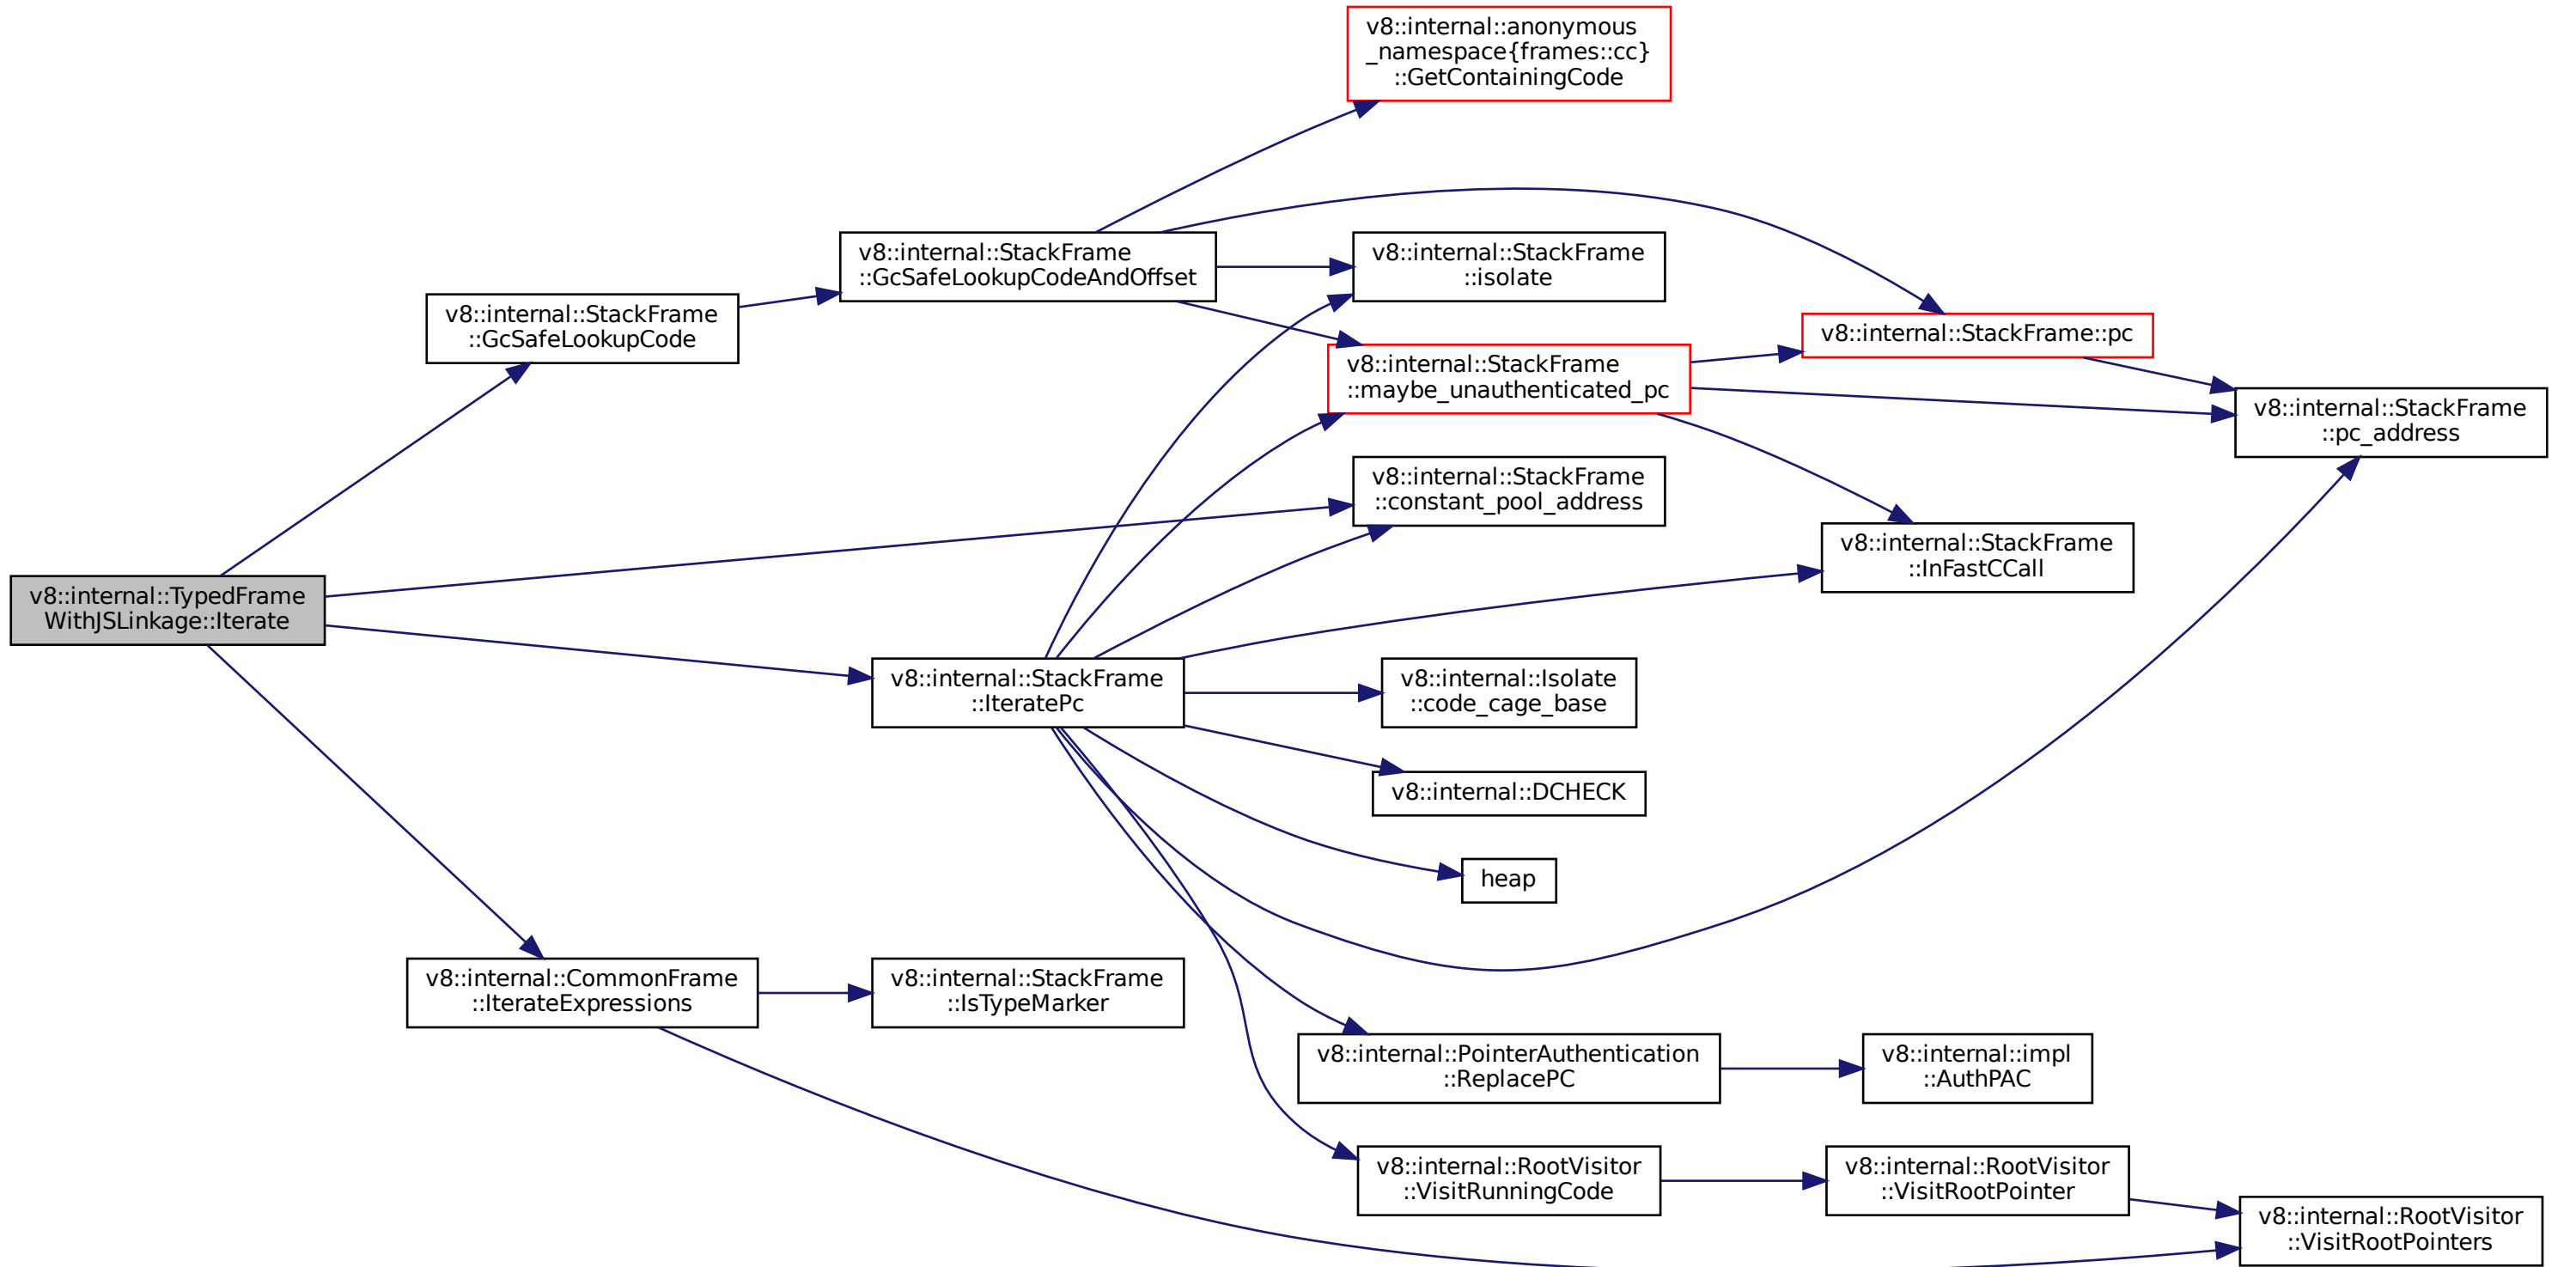 v8::internal::anonymous
_namespace{frames::cc}
::GetContainingCode
v8::internal::StackFrame
::GcSafeLookupCodeAndOffset
v8::internal::StackFrame
::isolate
v8::internal::StackFrame
::GcSafeLookupCode
v8::internal::StackFrame::pc
v8::internal::StackFrame
::maybe_unauthenticated_pc
v8::internal::StackFrame
::pc_address
v8::internal::StackFrame
::constant_pool_address
v8::internal::StackFrame
::InFastCCall
v8::internal::TypedFrame
WithJSLinkage::Iterate
v8::internal::StackFrame
::IteratePc
v8::internal::Isolate
::code_cage_base
v8::internal::DCHECK
heap
v8::internal::CommonFrame
::IterateExpressions
v8::internal::StackFrame
::IsTypeMarker
v8::internal::PointerAuthentication
::ReplacePC
v8::internal::impl
::AuthPAC
v8::internal::RootVisitor
::VisitRunningCode
v8::internal::RootVisitor
::VisitRootPointer
v8::internal::RootVisitor
::VisitRootPointers